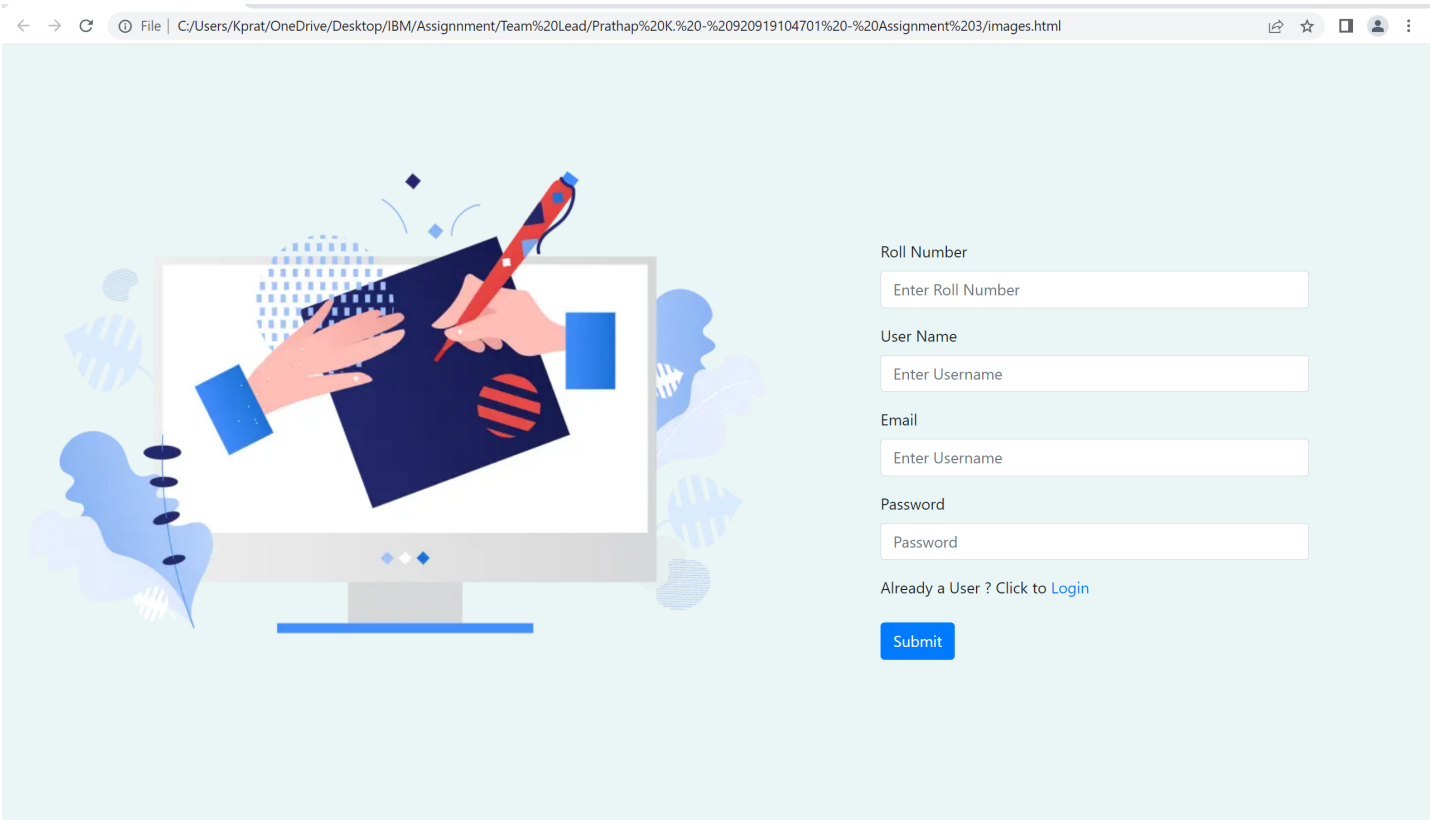 File | C:/Users/Kprat/OneDrive/Desktop/IBM/Assignnment/Team%20Lead/Prathap%20K.%20-%20920919104701%20-%20Assignment%203/images.html
Roll Number
Enter Roll Number
User Name
Enter Username
Email
Enter Username
Password
Password
Already a User ? Click to Login
Submit